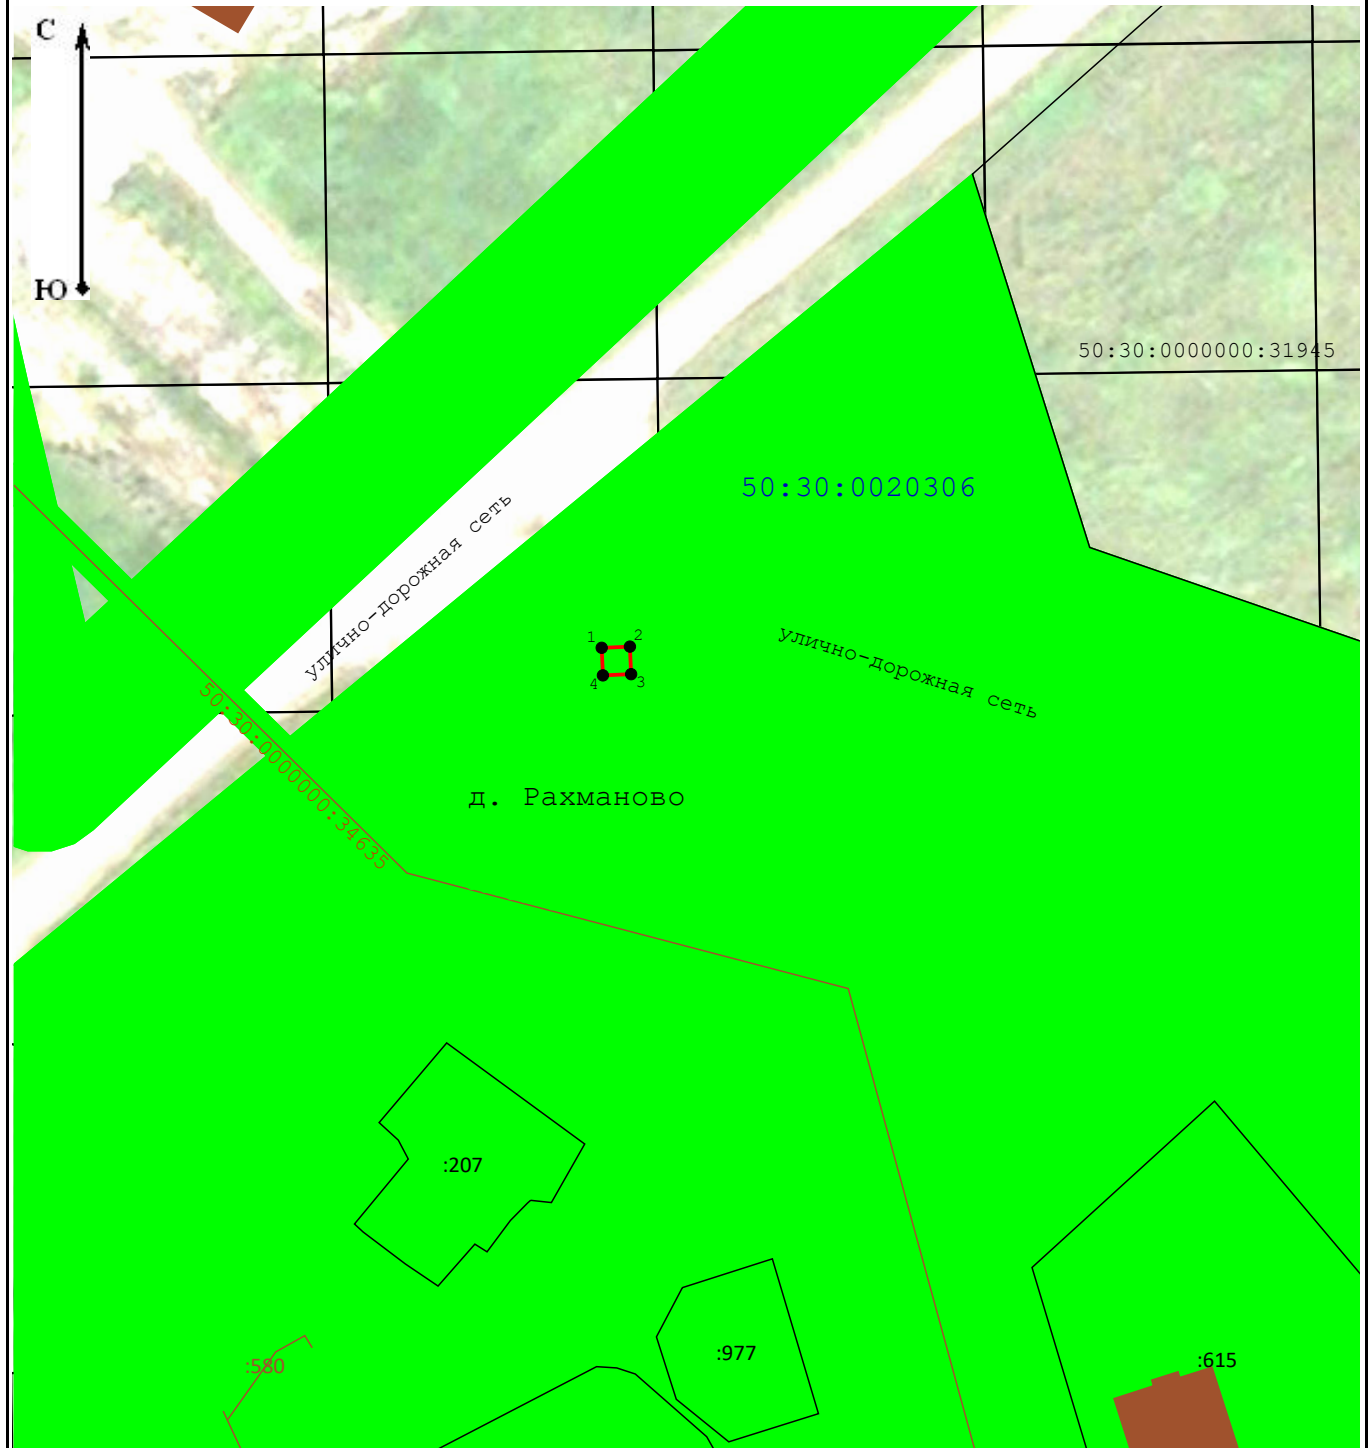 С
Ю
50:30:0000000:31945
50:30:0020306
улично-дорожная сеть
1
2
4
3
улично-дорожная сеть
50:30:0000000:34635
д. Рахманово
:207
:977
:615
:580